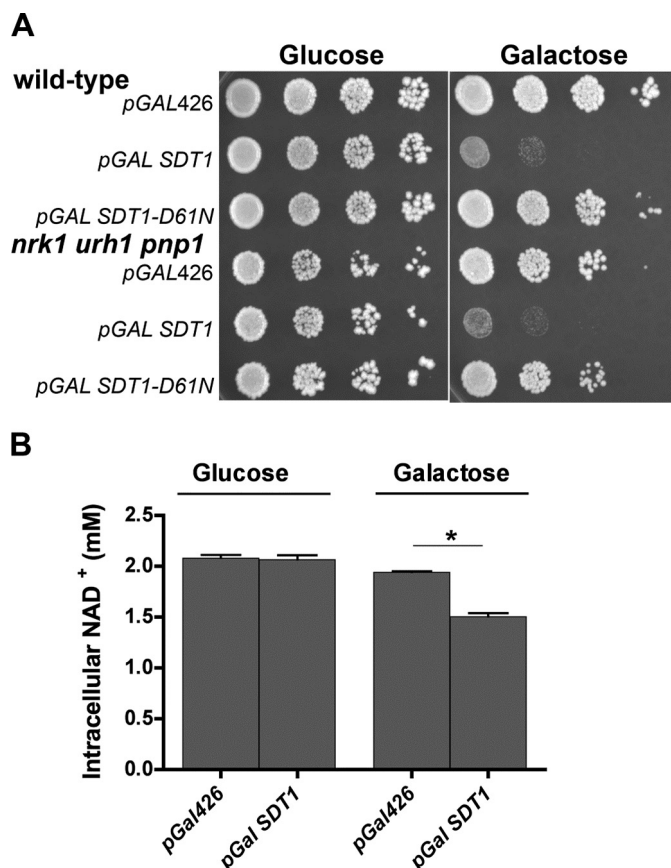 A
Glucose Galactose
wild-type
pGAL426
pGAL SDT1
pGAL SDT1-D61N
nrk1 urh1 pnp1
pGAL426
pGAL SDT1
pGAL SDT1-D61N
B
Glucose Galactose
*
Intracellular NAD + (mM)
2.5
2.0
1.5
1.0
0.5
0.0
pGal426
pGal SDT1
pGal426
pGal SDT1